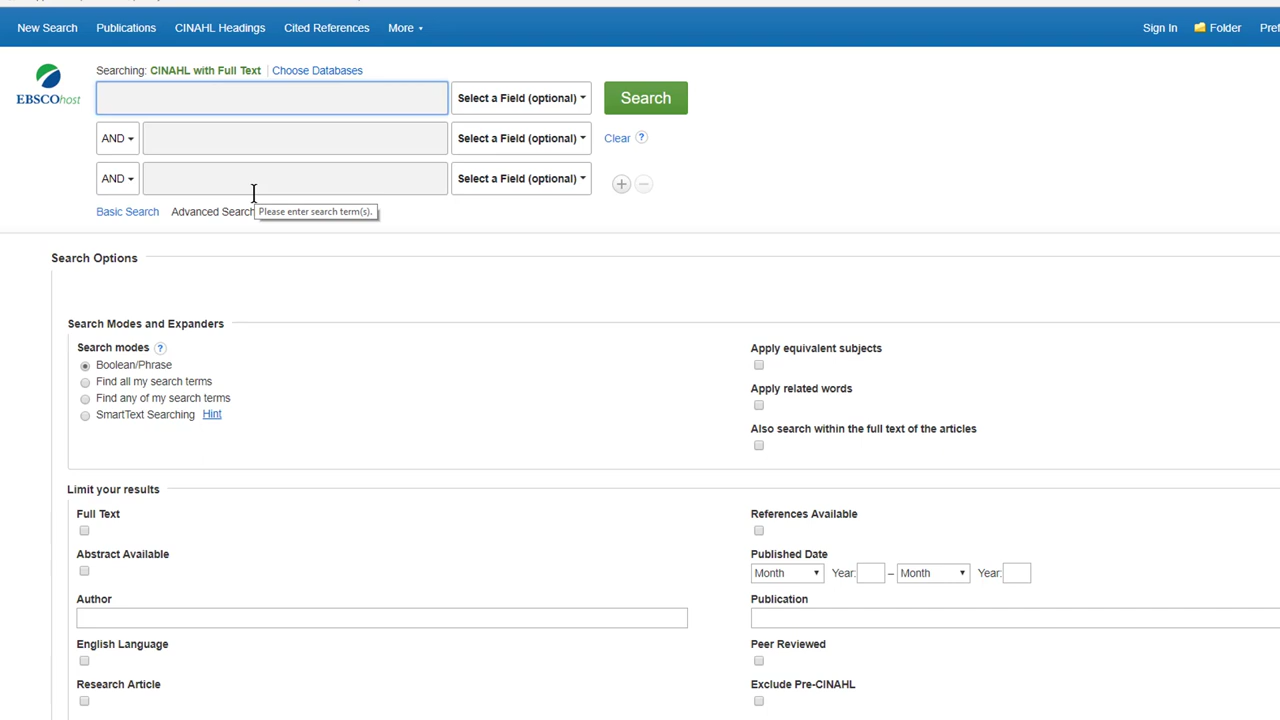 New Search Publications CINAHL Headings Cited References More Sign In Folder Pref
Searching: CINAHL with Full Text Choose Databases
EBSCOhost
Select a Field (optional) Search
AND Select a Field (optional) Clear ?
AND Select a Field (optional)
Basic Search Advanced Search Please enter search term(s).
Search Options
Search Modes and Expanders
Search modes ?
Boolean/Phrase
Find all my search terms
Find any of my search terms
SmartText Searching Hint
Apply equivalent subjects
Apply related words
Also search within the full text of the articles
Limit your results
Full Text
References Available
Abstract Available
Published Date
Month Year: – Month Year:
Author
Publication
English Language
Peer Reviewed
Research Article
Exclude Pre-CINAHL